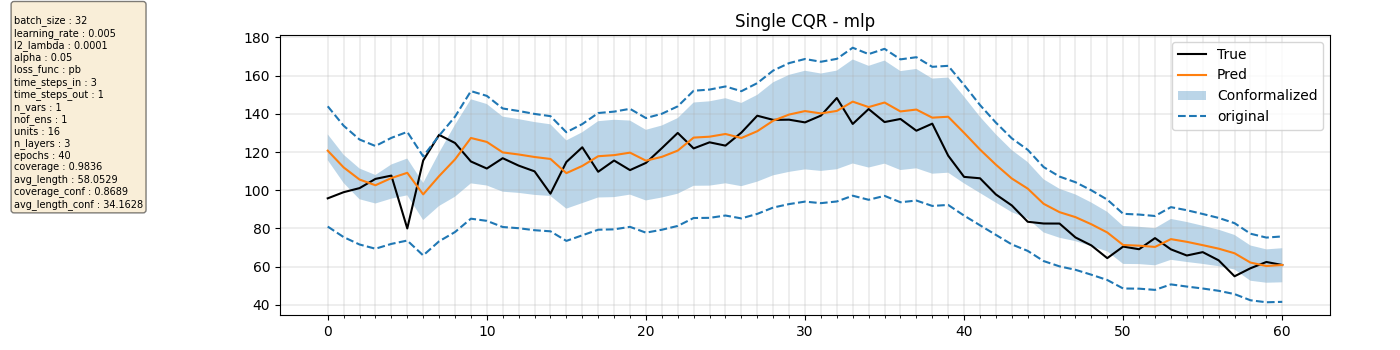 batch_size : 32
learning_rate : 0.005
l2_lambda : 0.0001
alpha : 0.05
loss_func : pb
time_steps_in : 3
time_steps_out : 1
n_vars : 1
nof_ens : 1
units : 16
n_layers : 3
epochs : 40
coverage : 0.9836
avg_length : 58.0529
coverage_conf : 0.8689
avg_length_conf : 34.1628
Single CQR - mlp
180
160
140
120
100
80
60
40
0 10 20 30 40 50 60
True
Pred
Conformalized
original